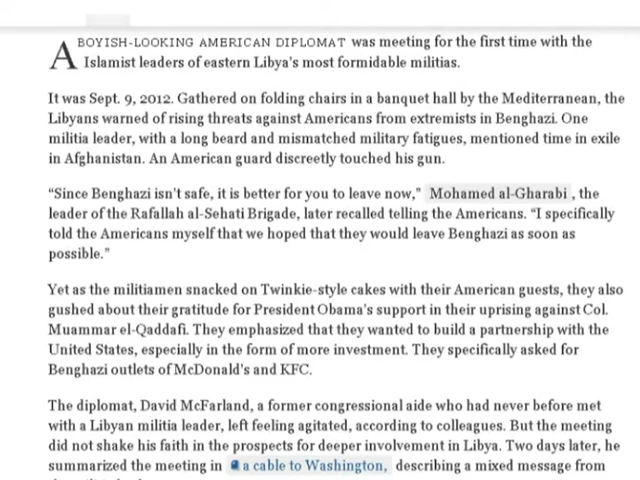 A BOYISH-LOOKING AMERICAN DIPLOMAT was meeting for the first time with the
Islamist leaders of eastern Libya's most formidable militias.
It was Sept. 9, 2012. Gathered on folding chairs in a banquet hall by the Mediterranean, the
Libyans warned of rising threats against Americans from extremists in Benghazi. One
militia leader, with a long beard and mismatched military fatigues, mentioned time in exile
in Afghanistan. An American guard discreetly touched his gun.
“Since Benghazi isn't safe, it is better for you to leave now,” Mohamed al-Gharabi , the
leader of the Rafallah al-Sehati Brigade, later recalled telling the Americans. “I specifically
told the Americans myself that we hoped that they would leave Benghazi as soon as
possible.”
Yet as the militiamen snacked on Twinkie-style cakes with their American guests, they also
gushed about their gratitude for President Obama's support in their uprising against Col.
Muammar el-Qaddafi. They emphasized that they wanted to build a partnership with the
United States, especially in the form of more investment. They specifically asked for
Benghazi outlets of McDonald's and KFC.
The diplomat, David McFarland, a former congressional aide who had never before met
with a Libyan militia leader, left feeling agitated, according to colleagues. But the meeting
did not shake his faith in the prospects for deeper involvement in Libya. Two days later, he
summarized the meeting in a cable to Washington, describing a mixed message from